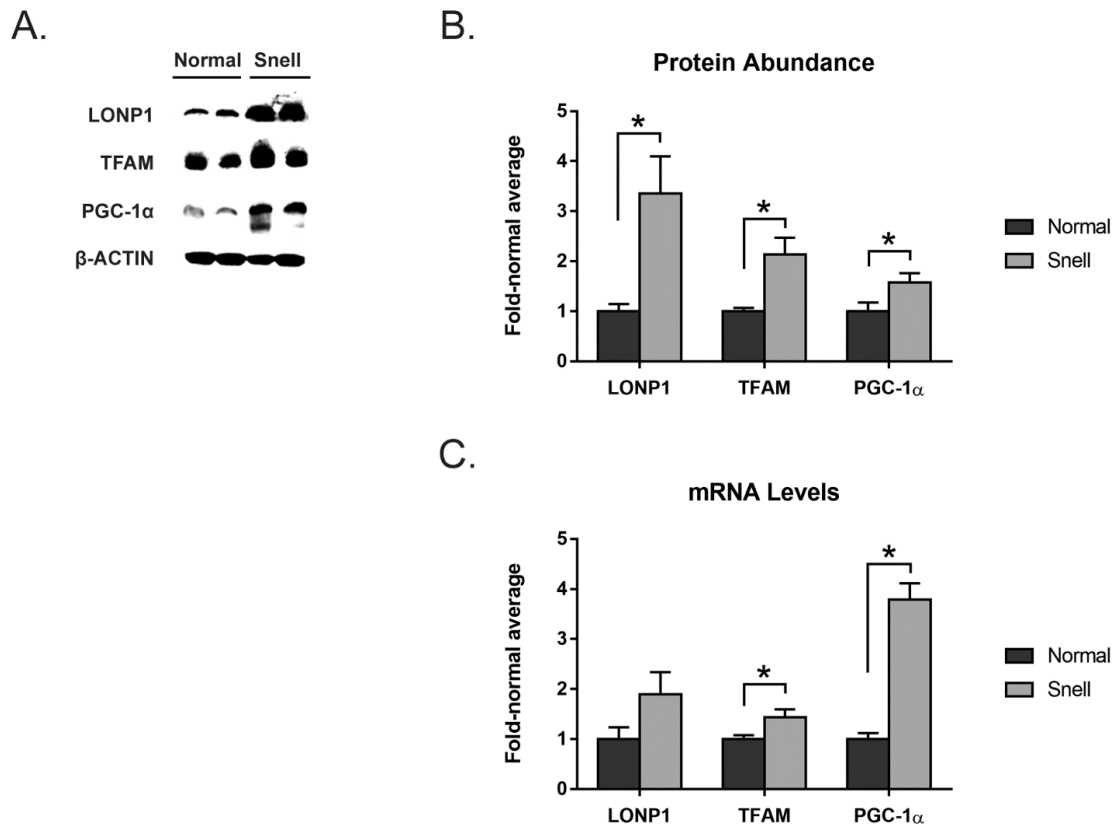 A.
Normal Snell
LONP1
TFAM
PGC-1α
β-ACTIN
B.
Protein Abundance
Fold-normal average
5
4
3
2
1
0
*
*
*
LONP1 TFAM PGC-1α
Normal
Snell
C.
mRNA Levels
Fold-normal average
5
4
3
2
1
0
*
*
LONP1 TFAM PGC-1α
Normal
Snell